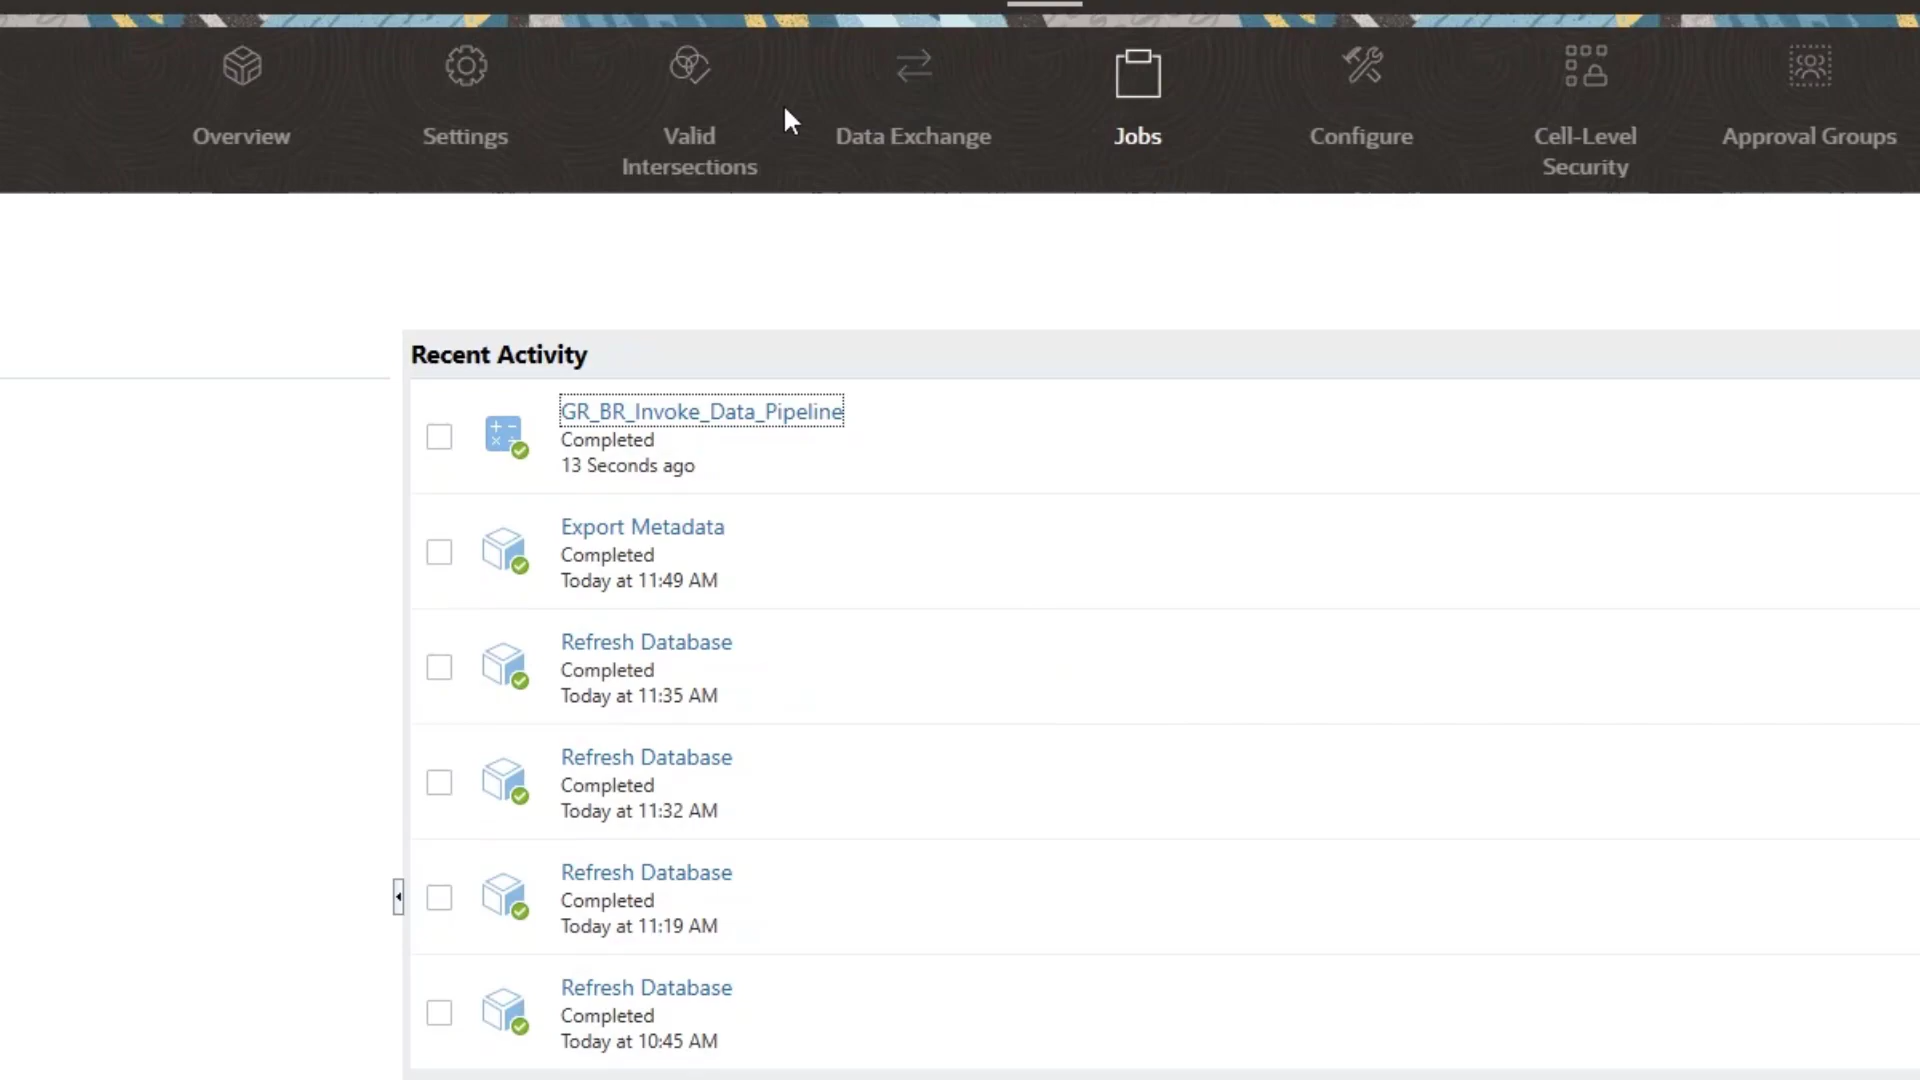 Overview
Settings
Valid
Intersections
Data Exchange
Jobs
Configure
Cell-Level
Security
Approval Groups
Recent Activity
GR_BR_Invoke_Data_Pipeline
Completed
13 Seconds ago
Export Metadata
Completed
Today at 11:49 AM
Refresh Database
Completed
Today at 11:35 AM
Refresh Database
Completed
Today at 11:32 AM
Refresh Database
Completed
Today at 11:19 AM
Refresh Database
Completed
Today at 10:45 AM